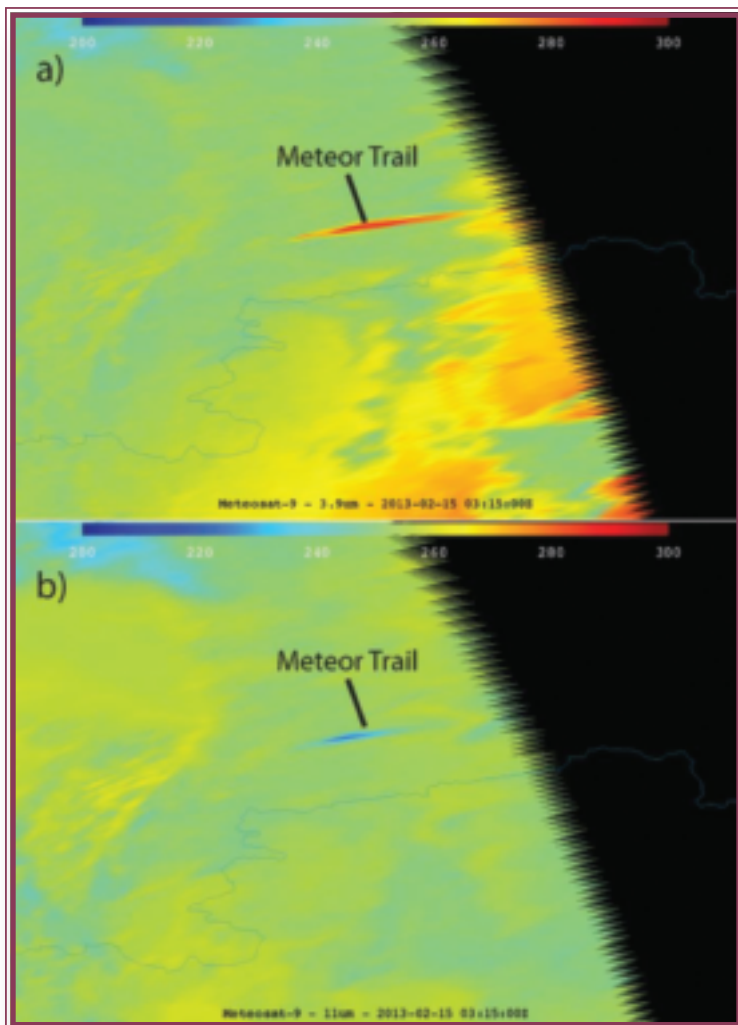 200 220 240 260 280 300
a)
Meteor Trail
Meteosat-9 - 3.9um - 2013-02-15 03:15:00Z
200 220 240 260 280 300
b)
Meteor Trail
Meteosat-9 - 11um - 2013-02-15 03:15:00Z